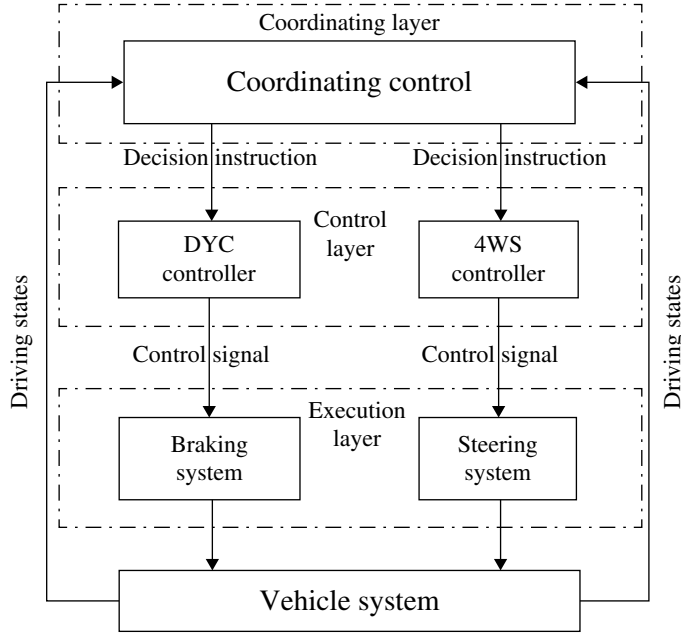 Coordinating layer
Coordinating control
Decision instruction
Decision instruction
Control
layer
DYC
controller
4WS
controller
Control signal
Control signal
Execution
layer
Braking
system
Steering
system
Vehicle system
Driving states
Driving states